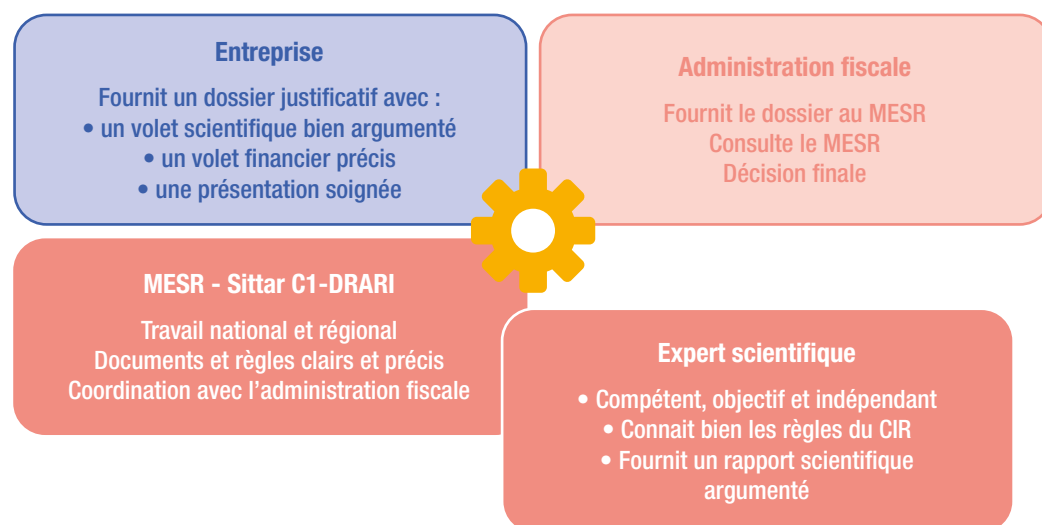 Entreprise
Fournit un dossier justificatif avec :
• un volet scientifique bien argumenté
• un volet financier précis
• une présentation soignée
Administration fiscale
Fournit le dossier au MESR
Consulte le MESR
Décision finale
MESR - Sittar C1-DRARI
Travail national et régional
Documents et règles clairs et précis
Coordination avec l’administration fiscale
Expert scientifique
• Compétent, objectif et indépendant
• Connait bien les règles du CIR
• Fournit un rapport scientifique
argumenté